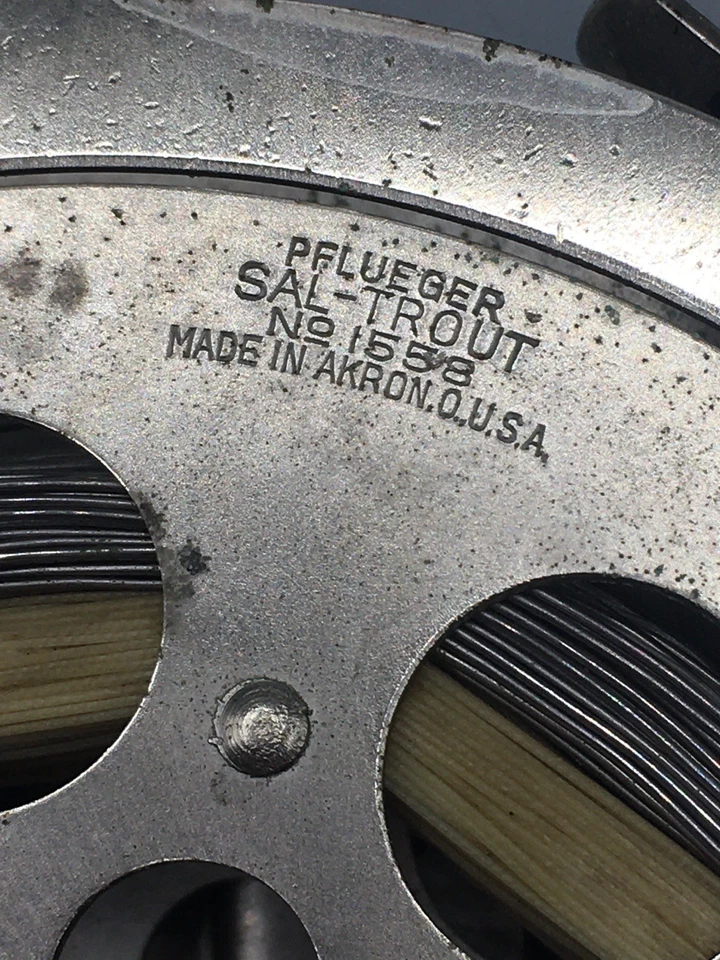 PFLUEGER
SAL-TROUT
No 1558
MADE IN AKRON.O.U.S.A.